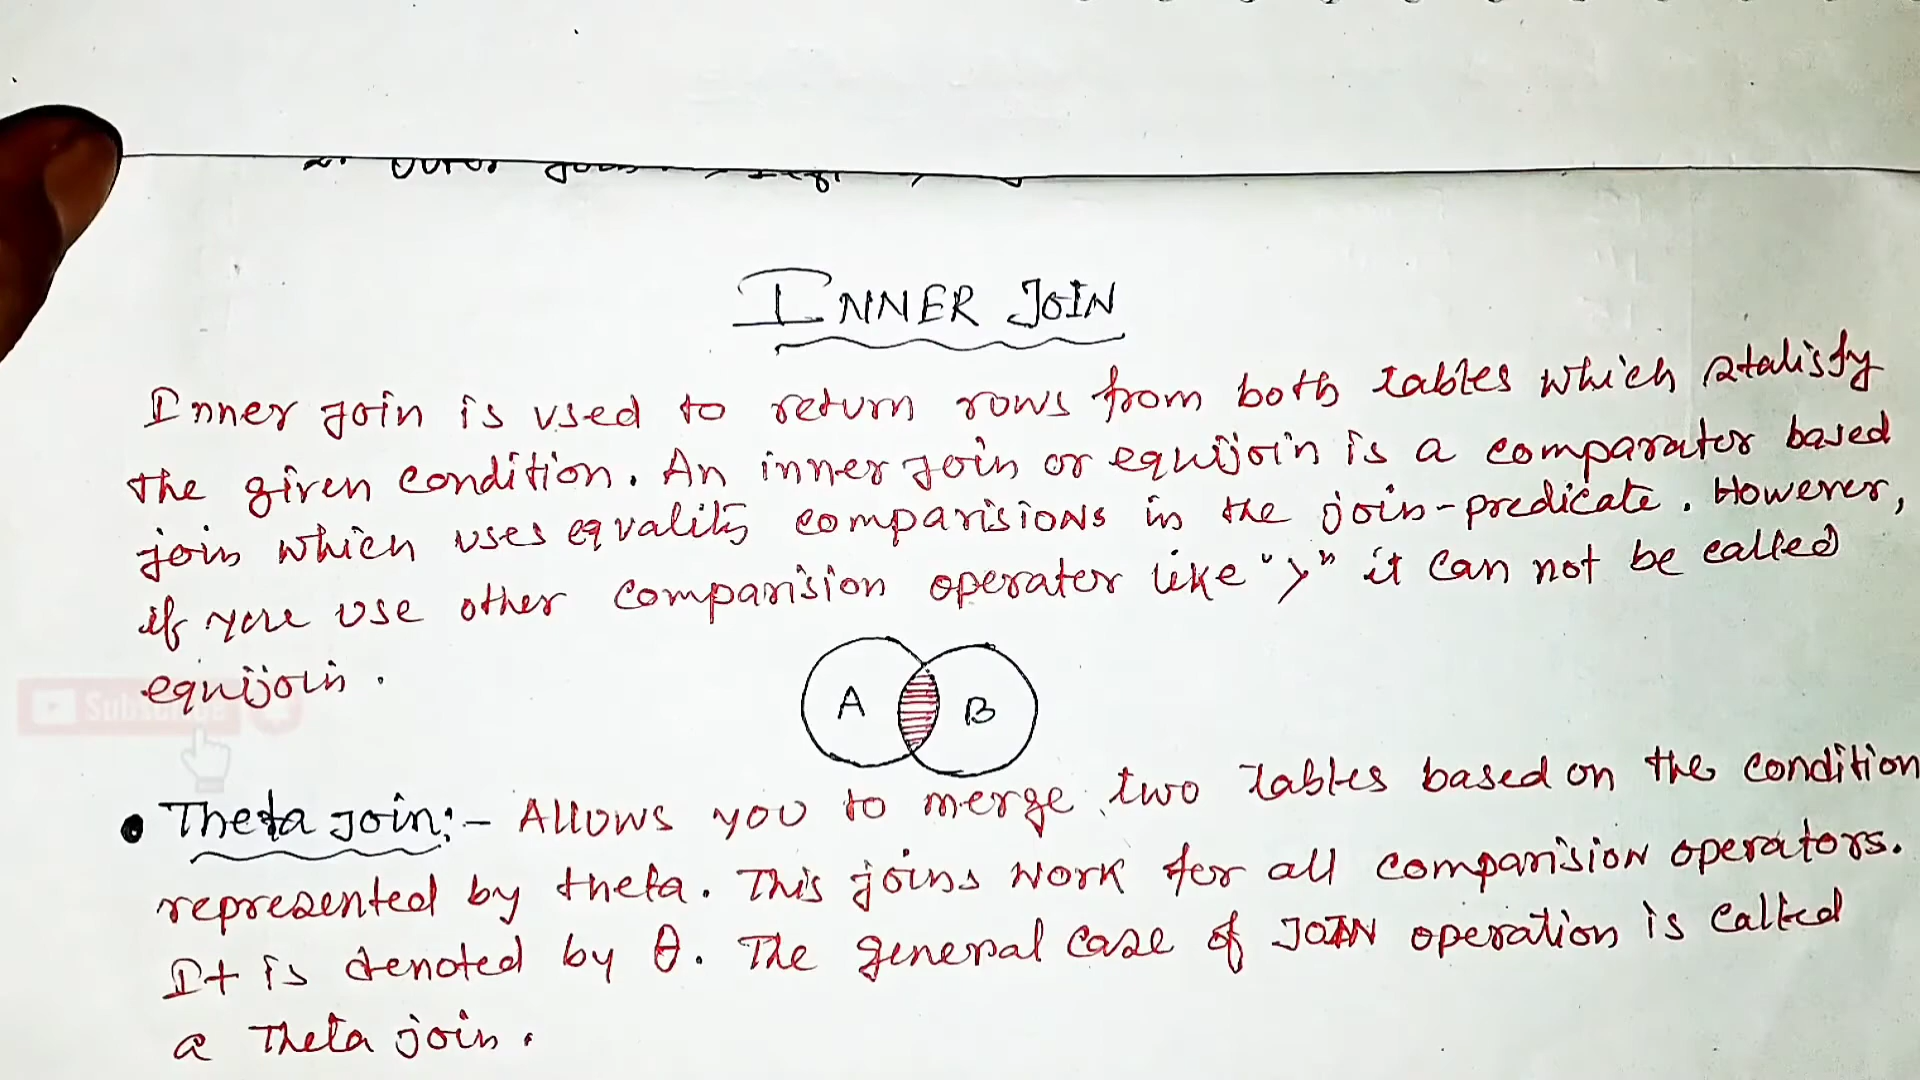 INNER JOIN
Inner join is used to return rows from both tables which statisfy
the given condition. An inner join or equijoin is a comparator based
join which uses equality comparisions in the join-predicate. However,
if you use other comparision operator like ">" it can not be called
equijoin.
A B
• Theta join:- Allows you to merge two tables based on the condition
represented by theta. This joins work for all comparision operators.
It is denoted by θ. The general case of JOIN operation is called
a Theta join.
Subscribe